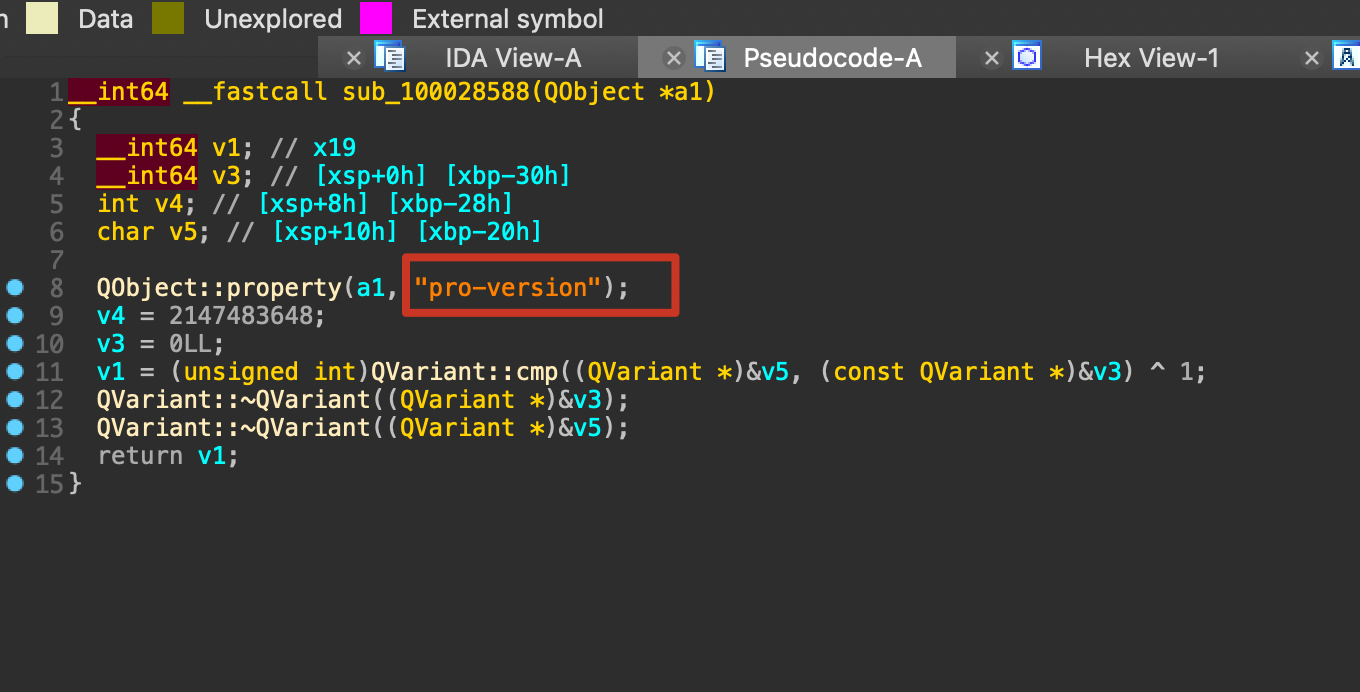 n Data Unexplored External symbol
IDA View-A Pseudocode-A Hex View-1
1 __int64 __fastcall sub_100028588(QObject *a1)
2 {
3 __int64 v1; // x19
4 __int64 v3; // [xsp+0h] [xbp-30h]
5 int v4; // [xsp+8h] [xbp-28h]
6 char v5; // [xsp+10h] [xbp-20h]
7
8 QObject::property(a1, "pro-version");
9 v4 = 2147483648;
10 v3 = 0LL;
11 v1 = (unsigned int)QVariant::cmp((QVariant *)&v5, (const QVariant *)&v3) ^ 1;
12 QVariant::~QVariant((QVariant *)&v3);
13 QVariant::~QVariant((QVariant *)&v5);
14 return v1;
15 }